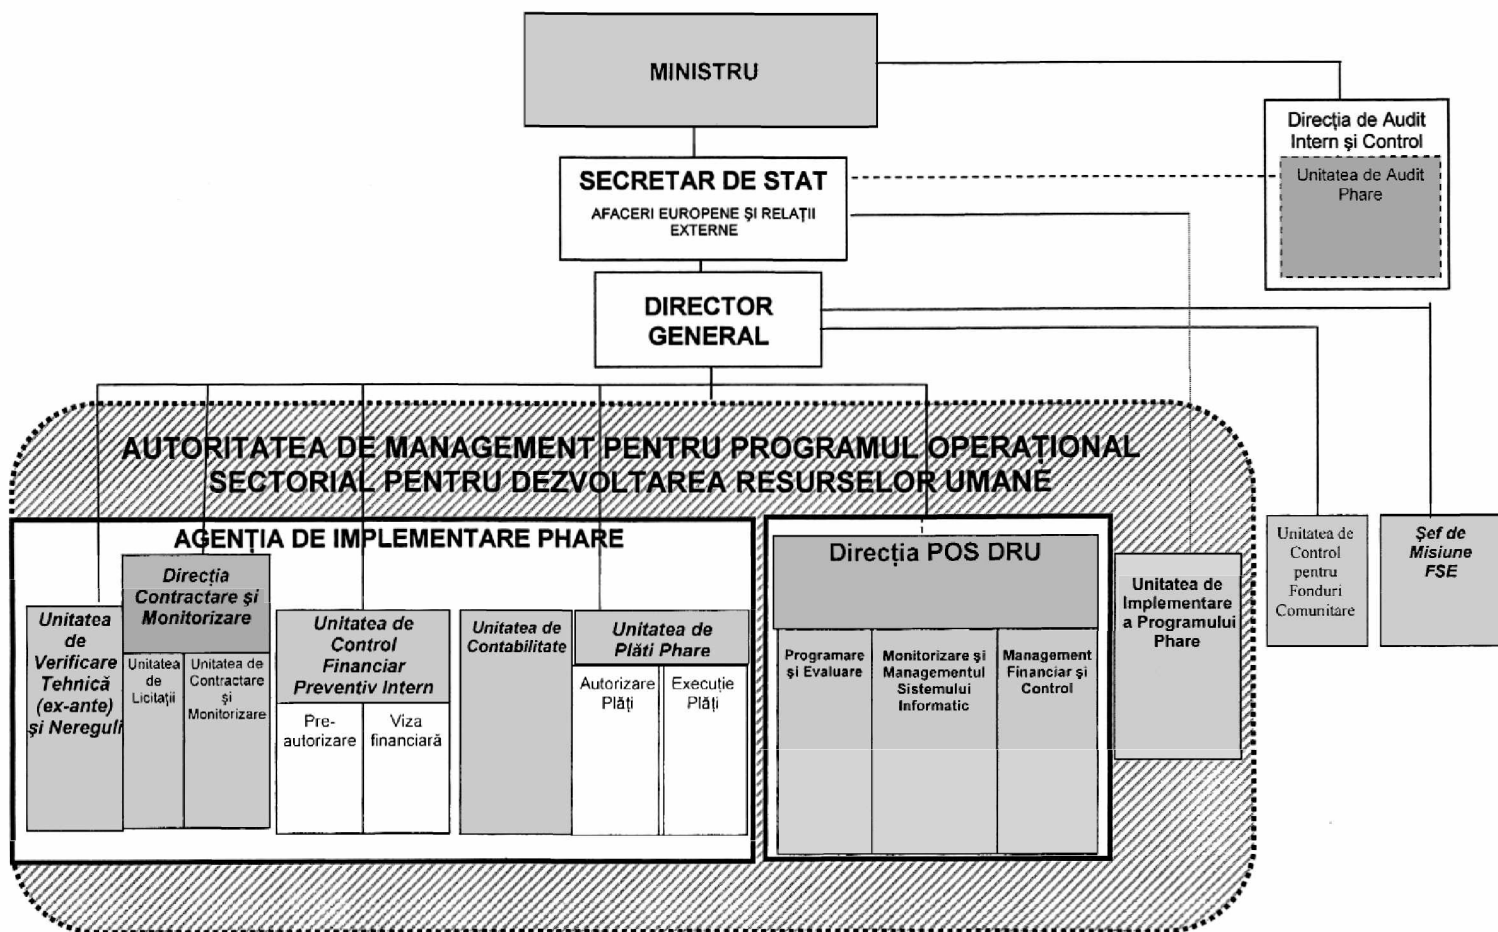 MINISTRU
Direcția de Audit
Intern și Control
Unitatea de Audit
Phare
SECRETAR DE STAT
AFACERI EUROPENE ȘI RELAȚII
EXTERNE
DIRECTOR
GENERAL
AUTORITATEA DE MANAGEMENT PENTRU PROGRAMUL OPERAȚIONAL
SECTORIAL PENTRU DEZVOLTAREA RESURSELOR UMANE
AGENȚIA DE IMPLEMENTARE PHARE
Unitatea
de
Verificare
Tehnică
(ex-ante)
și Nereguli
Direcția
Contractare și
Monitorizare
Unitatea
de
Licitații
Unitatea de
Contractare
și
Monitorizare
Unitatea de
Control
Financiar
Preventiv Intern
Pre-
autorizare
Viza
financiară
Unitatea de
Contabilitate
Unitatea de
Plăti Phare
Autorizare
Plăți
Execuție
Plăți
Direcția POS DRU
Programare
și Evaluare
Monitorizare și
Managementul
Sistemului
Informatic
Management
Financiar și
Control
Unitatea de
Implementare
a Programului
Phare
Unitatea de
Control
pentru
Fonduri
Comunitare
Șef de
Misiune
FSE